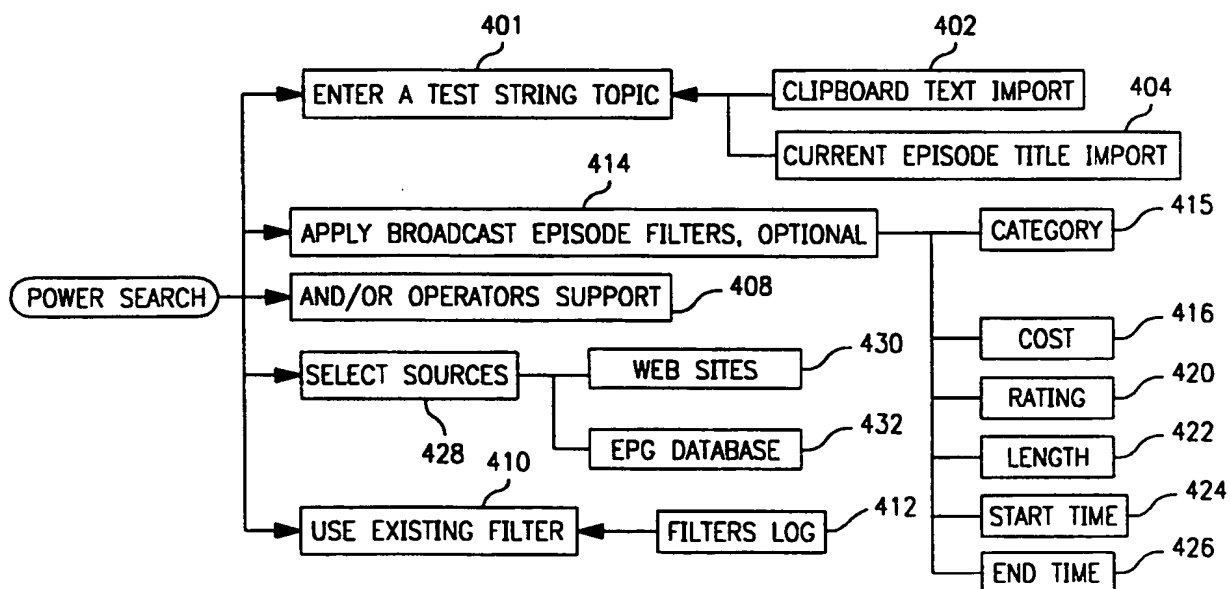 401
402
ENTER A TEST STRING TOPIC
CLIPBOARD TEXT IMPORT
404
CURRENT EPISODE TITLE IMPORT
414
415
APPLY BROADCAST EPISODE FILTERS, OPTIONAL
CATEGORY
POWER SEARCH
AND/OR OPERATORS SUPPORT
408
416
COST
430
SELECT SOURCES
WEB SITES
420
RATING
428
432
EPG DATABASE
422
LENGTH
410
412
424
USE EXISTING FILTER
FILTERS LOG
START TIME
426
END TIME